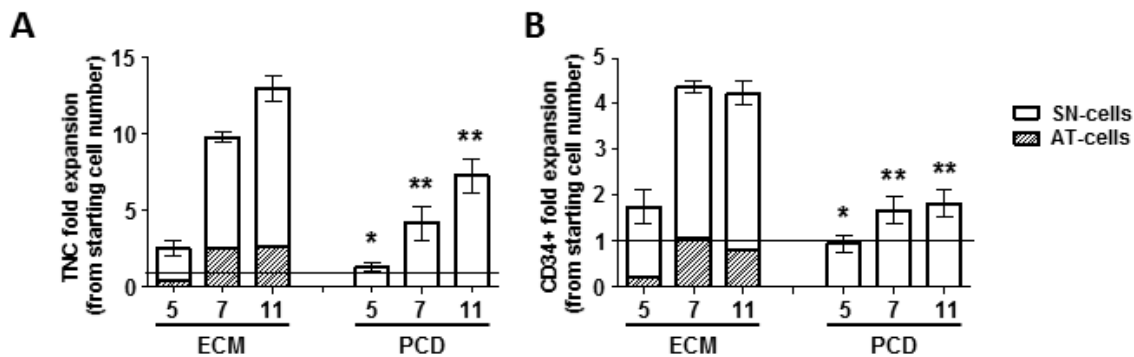 A
TNC fold expansion
(from starting cell number)
15
10
5
0
* ** **
5 7 11 5 7 11
ECM PCD
B
CD34+ fold expansion
(from starting cell number)
5
4
3
2
1
0
* ** **
5 7 11 5 7 11
ECM PCD
SN-cells
AT-cells